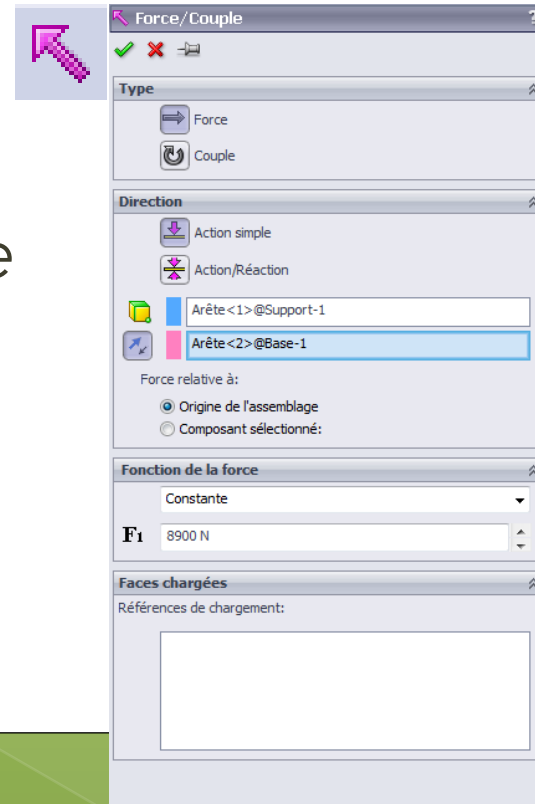 Force/Couple ?
Type
Force
Couple
e
Direction
Action simple
Action/Réaction
Arête<1>@Support-1
Arête<2>@Base-1
Force relative à:
Origine de l'assemblage
Composant sélectionné:
Fonction de la force
Constante
F1 8900 N
Faces chargées
Références de chargement: